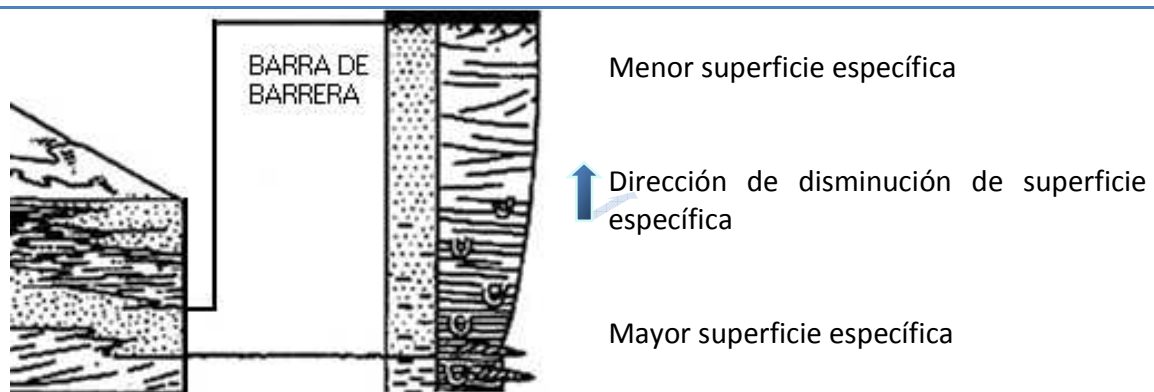 BARRA DE
BARRERA
Menor superficie específica
Dirección de disminución de superficie
específica
Mayor superficie específica